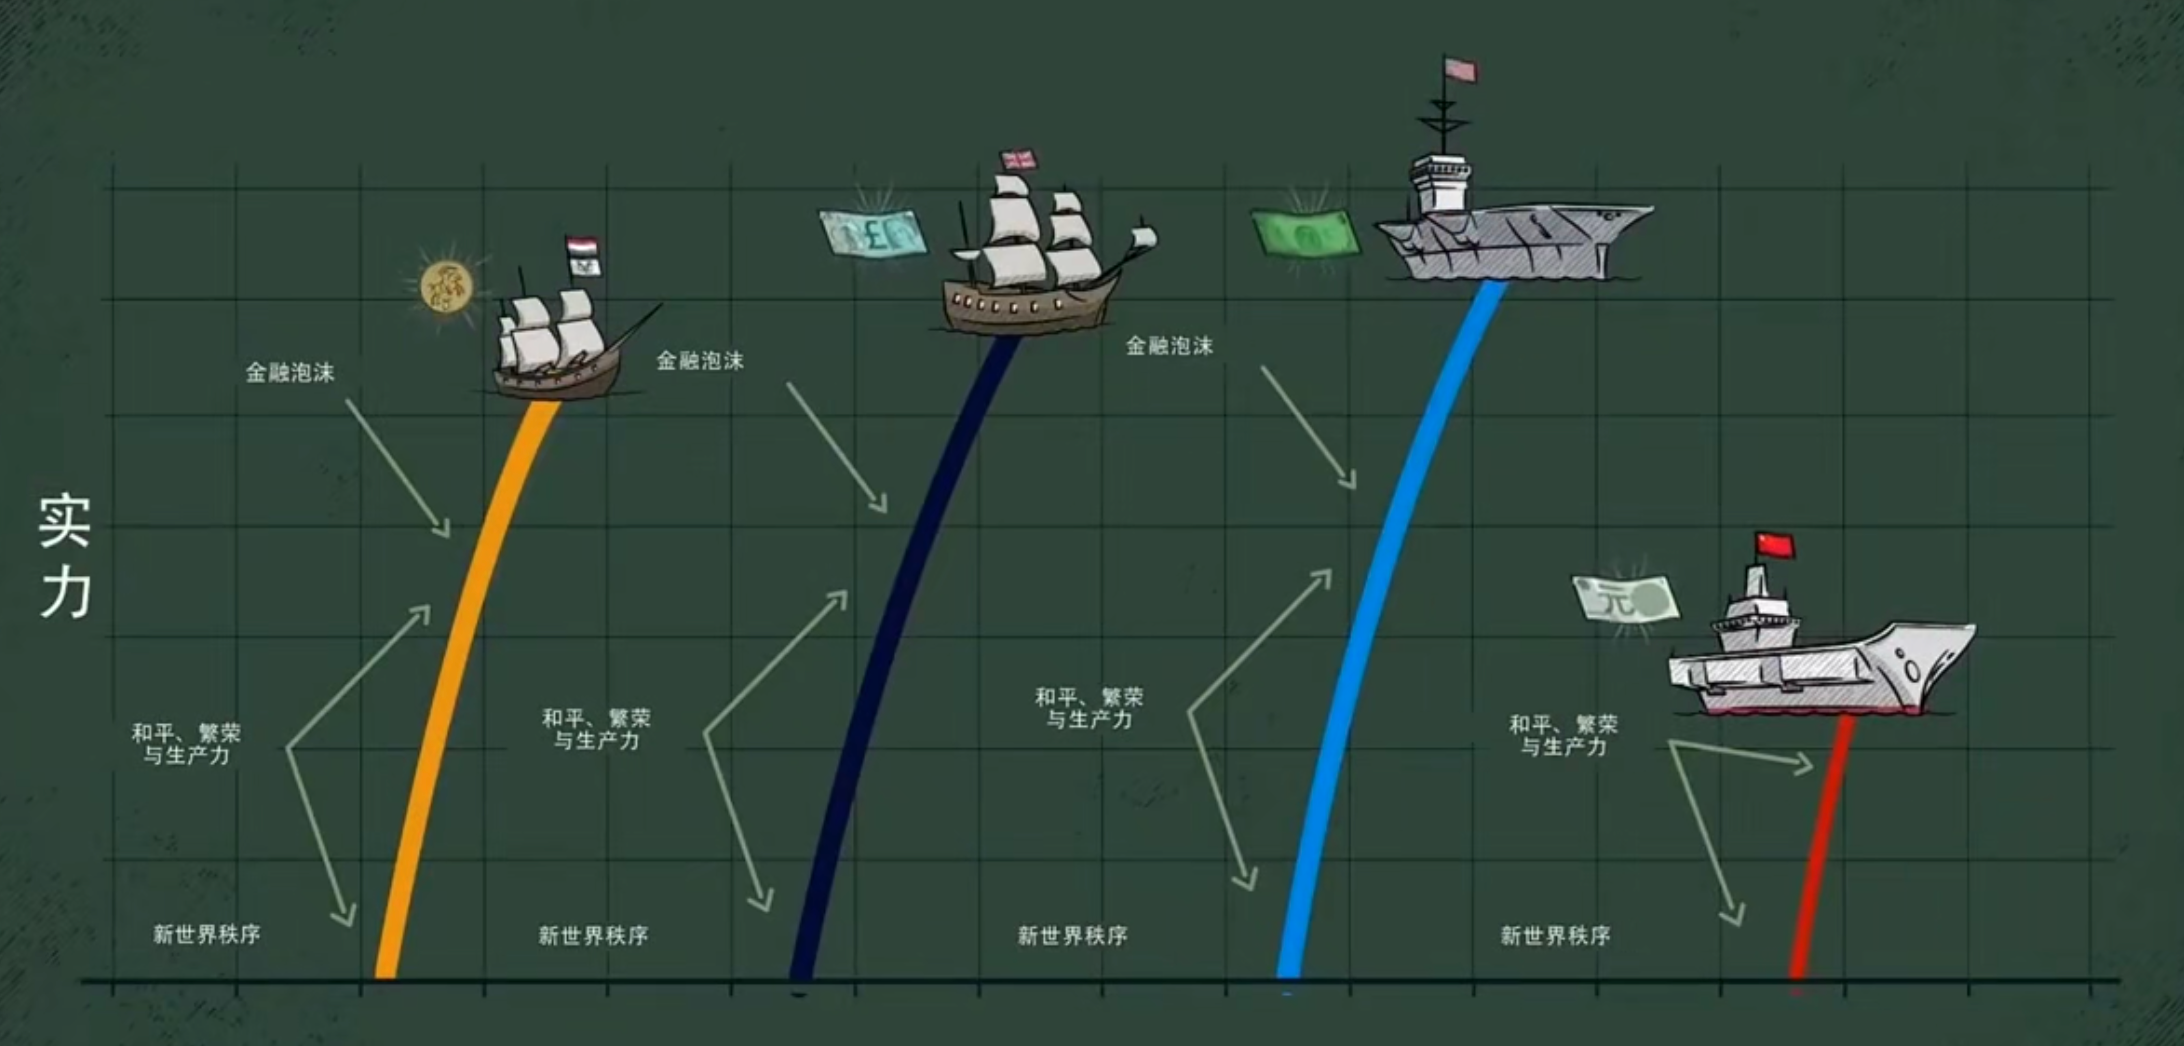 实
力
金融泡沫
和平、繁荣
与生产力
新世界秩序
£
金融泡沫
和平、繁荣
与生产力
新世界秩序
金融泡沫
和平、繁荣
与生产力
新世界秩序
元
和平、繁荣
与生产力
新世界秩序